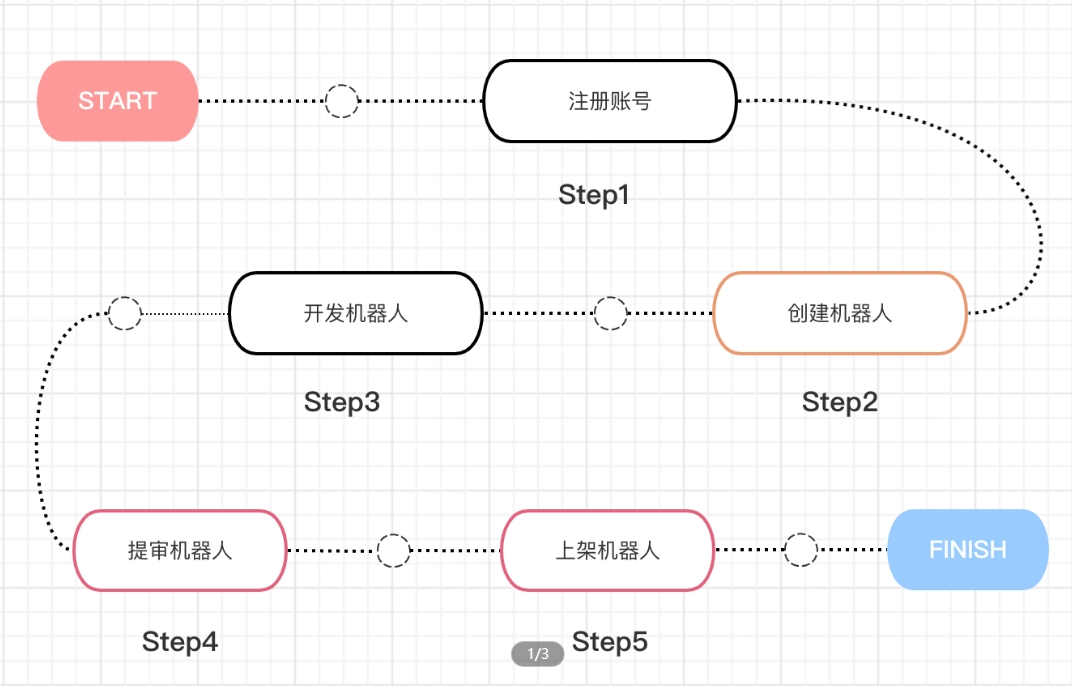 START
注册账号
Step1
开发机器人
创建机器人
Step3
Step2
提审机器人
上架机器人
FINISH
Step4
Step5
1/3